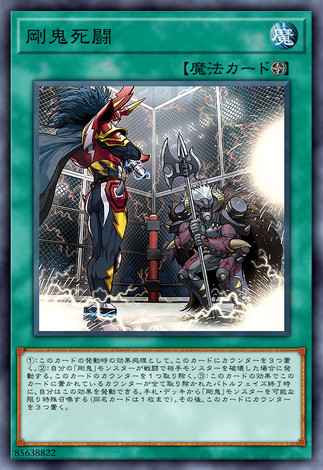 剛鬼死闘
魔
【魔法カード】
①:このカードの発動時の効果処理として、このカードにカウンターを3つ置
く。②:自分の「剛鬼」モンスターが戦闘で相手モンスターを破壊した場合に発
動する。このカードのカウンターを1つ取り除く。③:このカードの効果でこの
カードに置かれているカウンターが全て取り除かれたバトルフェイズ終了時
に、自分はこの効果を発動できる。手札・デッキから「剛鬼」モンスターを可能な
限り特殊召喚する(同名カードは1枚まで)。その後、このカードにカウンター
を3つ置く。
85638822